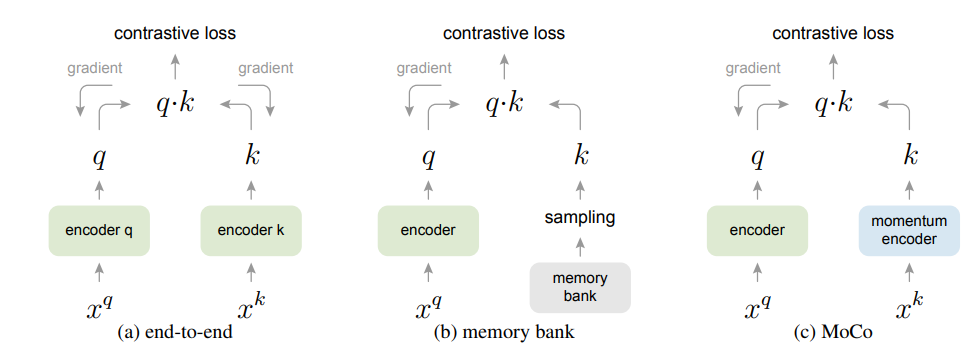 contrastive loss contrastive loss contrastive loss
gradient gradient gradient gradient
q·k q·k q·k
q k q k q k
sampling
encoder q encoder k encoder encoder momentum
encoder
memory
bank
x^q x^k x^q x^q x^k
(a) end-to-end (b) memory bank (c) MoCo